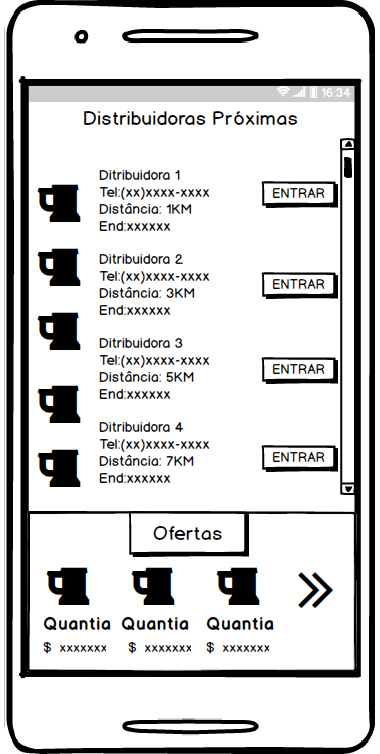 16:34
Distribuidoras Próximas
Ditribuidora 1
Tel:(xx)xxxx-xxxx
Distância: 1KM
End:xxxxxx
ENTRAR
Ditribuidora 2
Tel:(xx)xxxx-xxxx
Distância: 3KM
End:xxxxxx
ENTRAR
Ditribuidora 3
Tel:(xx)xxxx-xxxx
Distância: 5KM
End:xxxxxx
ENTRAR
Ditribuidora 4
Tel:(xx)xxxx-xxxx
Distância: 7KM
End:xxxxxx
ENTRAR
Ofertas
Quantia Quantia Quantia
$ xxxxxxx $ xxxxxxx $ xxxxxxx